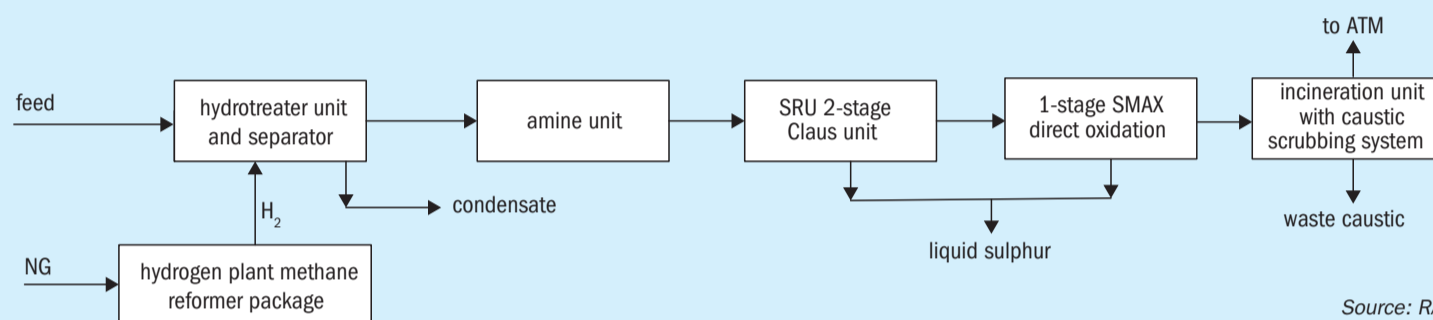 to ATM
feed
hydrotreater unit
and separator
amine unit
SRU 2-stage
Claus unit
1-stage SMAX
direct oxidation
incineration unit
with caustic
scrubbing system
H2
condensate
waste caustic
liquid sulphur
NG
hydrogen plant methane
reformer package
Source: